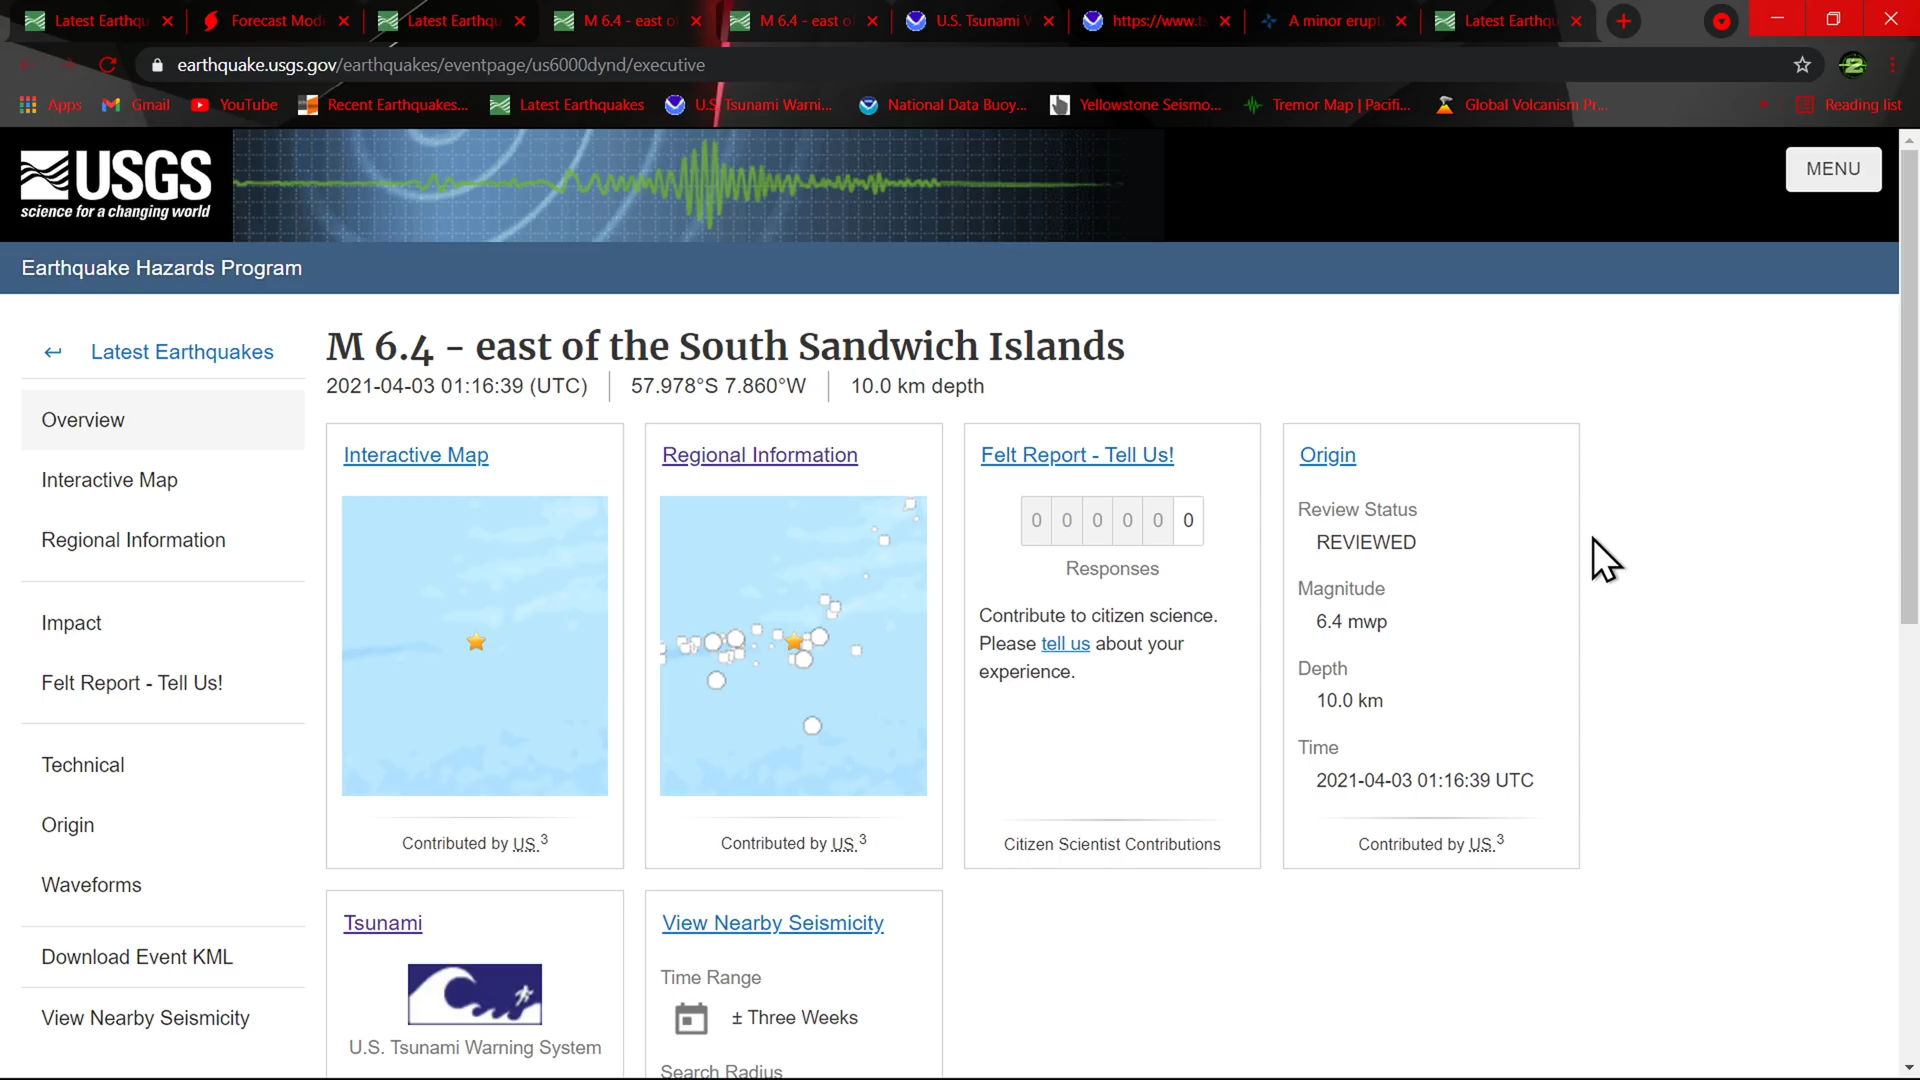 Latest Earthqu
Forecast Mod
Latest Earthqu
M 6.4 - east o
M 6.4 - east o
U.S. Tsunami
https://www.t
A minor erupt
Latest Earthqu
earthquake.usgs.gov/earthquakes/eventpage/us6000dynd/executive
Apps
Gmail
YouTube
Recent Earthquakes...
Latest Earthquakes
U.S. Tsunami Warni...
National Data Buoy...
Yellowstone Seismo...
Tremor Map | Pacifi...
Global Volcanism Pr...
Reading list
USGS
science for a changing world
MENU
Earthquake Hazards Program
Latest Earthquakes
Overview
Interactive Map
Regional Information
Impact
Felt Report - Tell Us!
Technical
Origin
Waveforms
Download Event KML
View Nearby Seismicity
M 6.4 - east of the South Sandwich Islands
2021-04-03 01:16:39 (UTC)
57.978°S 7.860°W
10.0 km depth
Interactive Map
Contributed by US 3
Regional Information
Contributed by US 3
Felt Report - Tell Us!
0 0 0 0 0 0
Responses
Contribute to citizen science.
Please tell us about your
experience.
Citizen Scientist Contributions
Origin
Review Status
REVIEWED
Magnitude
6.4 mwp
Depth
10.0 km
Time
2021-04-03 01:16:39 UTC
Contributed by US 3
Tsunami
U.S. Tsunami Warning System
View Nearby Seismicity
Time Range
± Three Weeks
Search Radius